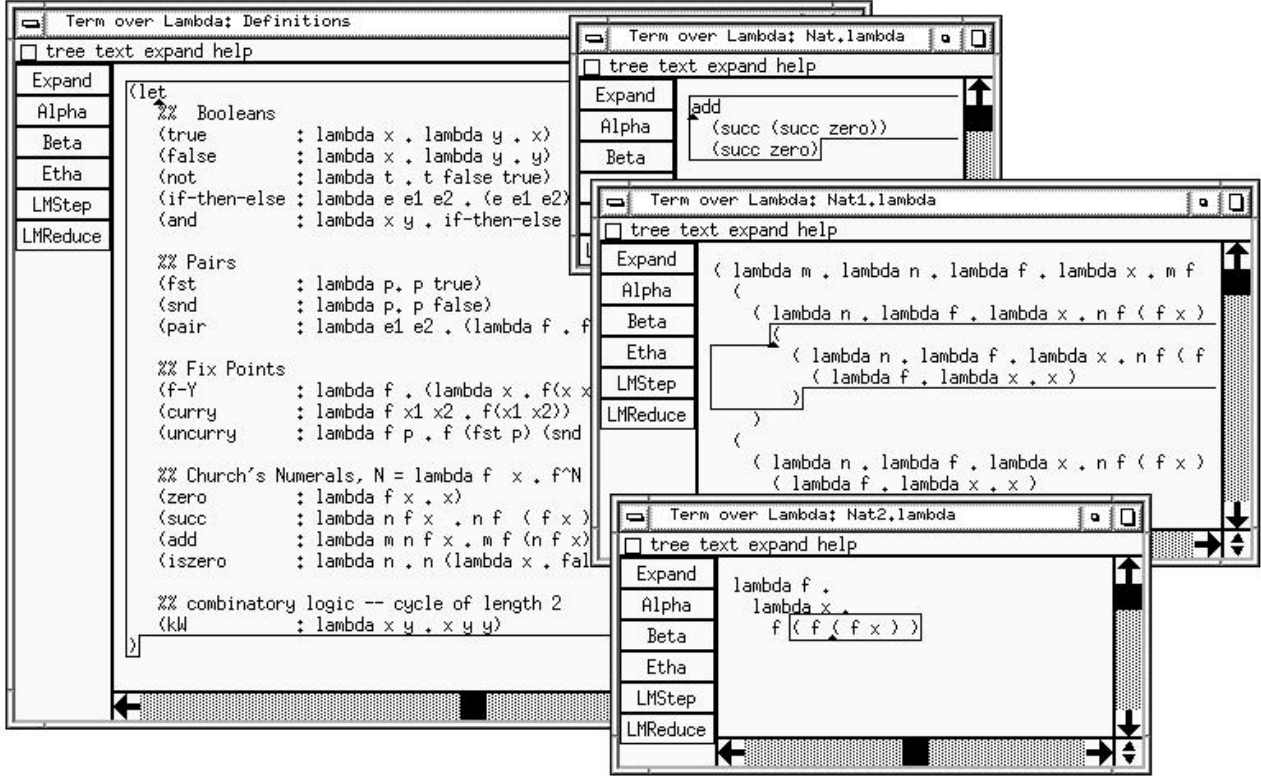 Term over Lambda: Definitions
tree text expand help
Expand
Alpha
Beta
Etha
LMStep
LMReduce
(let
%% Booleans
(true : lambda x . lambda y . x)
(false : lambda x . lambda y . y)
(not : lambda t . t false true)
(if-then-else : lambda e e1 e2 . (e e1 e2)
(and : lambda x y . if-then-else
%% Pairs
(fst : lambda p. p true)
(snd : lambda p. p false)
(pair : lambda e1 e2 . (lambda f . f
%% Fix Points
(f-Y : lambda f . (lambda x . f(x x
(curry : lambda f x1 x2 . f(x1 x2))
(uncurry : lambda f p . f (fst p) (snd
%% Church's Numerals, N = lambda f x . f^N
(zero : lambda f x . x)
(succ : lambda n f x . n f ( f x )
(add : lambda m n f x . m f (n f x)
(iszero : lambda n . n (lambda x . fal
%% combinatory logic -- cycle of length 2
(kW : lambda x y . x y y)
)
Term over Lambda: Nat.lambda
tree text expand help
Expand
Alpha
Beta
add
(succ (succ zero))
(succ zero)
Term over Lambda: Nat1.lambda
tree text expand help
Expand
Alpha
Beta
Etha
LMStep
LMReduce
( lambda m . lambda n . lambda f . lambda x . m f
(
( lambda n . lambda f . lambda x . n f ( f x )
(
( lambda n . lambda f . lambda x . n f ( f
( lambda f . lambda x . x )
)
)
(
( lambda n . lambda f . lambda x . n f ( f x )
( lambda f . lambda x . x )
Term over Lambda: Nat2.lambda
tree text expand help
Expand
Alpha
Beta
Etha
LMStep
LMReduce
lambda f .
lambda x .
f ( f ( f x ) )